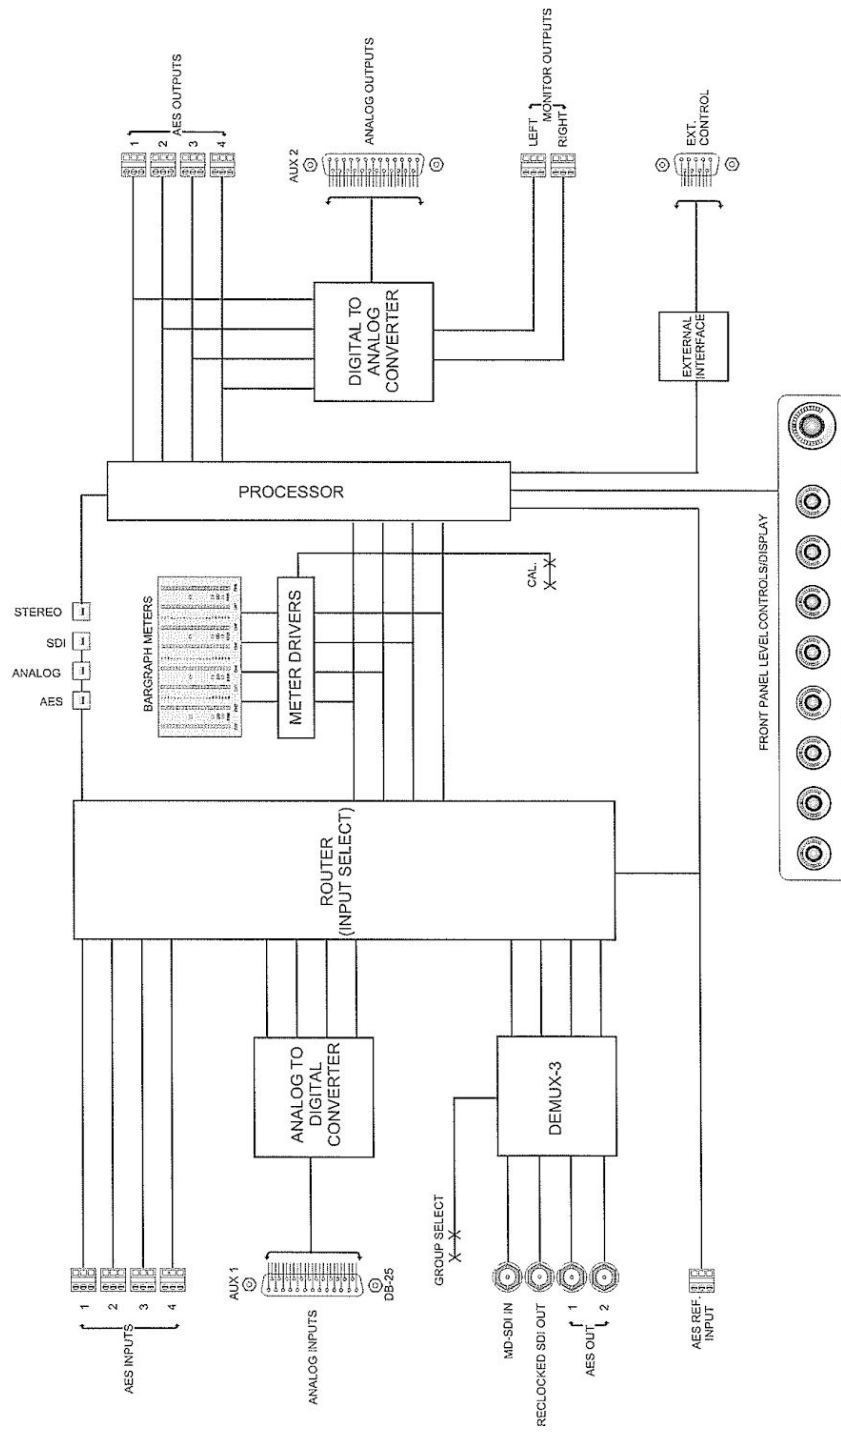 AES INPUTS
1
2
3
4
AUX 1
ANALOG INPUTS
DB-25
GROUP SELECT
MD-SDI IN
RECLOCKED SDI OUT
AES OUT
1
2
AES REF.
INPUT
ANALOG TO
DIGITAL
CONVERTER
DEMUX-3
ROUTER
(INPUT SELECT)
AES
ANALOG
SDI
STEREO
BARGRAPH METERS
METER DRIVERS
CAL.
PROCESSOR
FRONT PANEL LEVEL CONTROLS/DISPLAY
DIGITAL TO
ANALOG
CONVERTER
EXTERNAL
INTERFACE
AES OUTPUTS
1
2
3
4
AUX 2
ANALOG OUTPUTS
LEFT
RIGHT
MONITOR OUTPUTS
EXT.
CONTROL